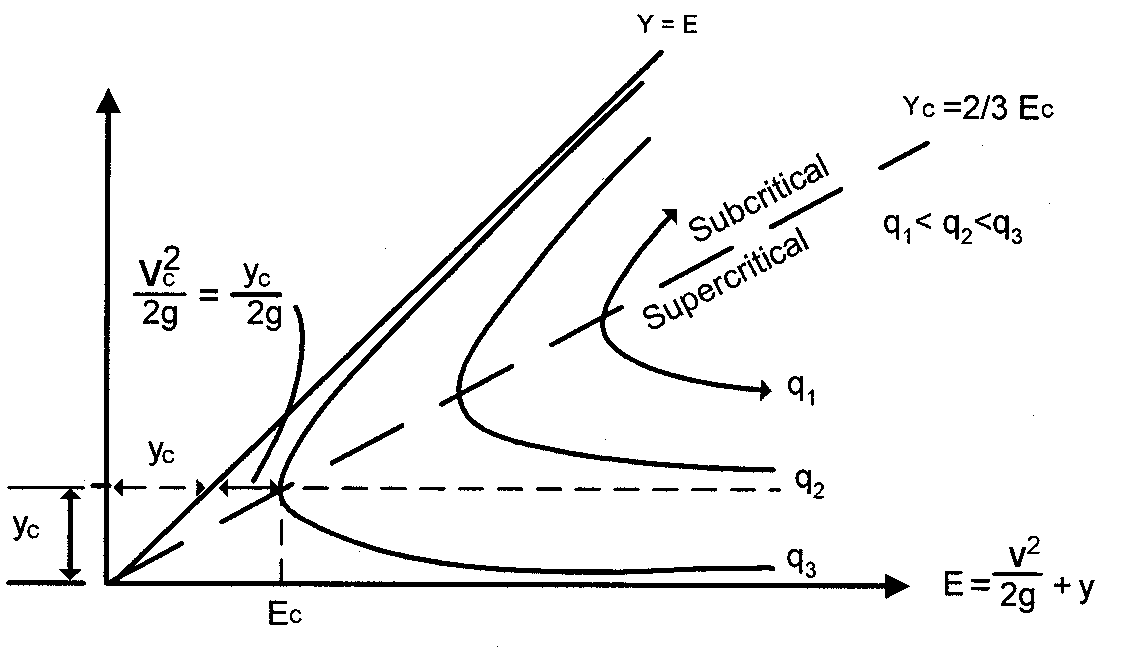 Y = E
Yc =2/3 Ec
Subcritical
Supercritical
q₁< q₂<q₃
Vc²/2g = yc/2g
yc
yc
q₁
q₂
q₃
Ec
E = v²/2g + y